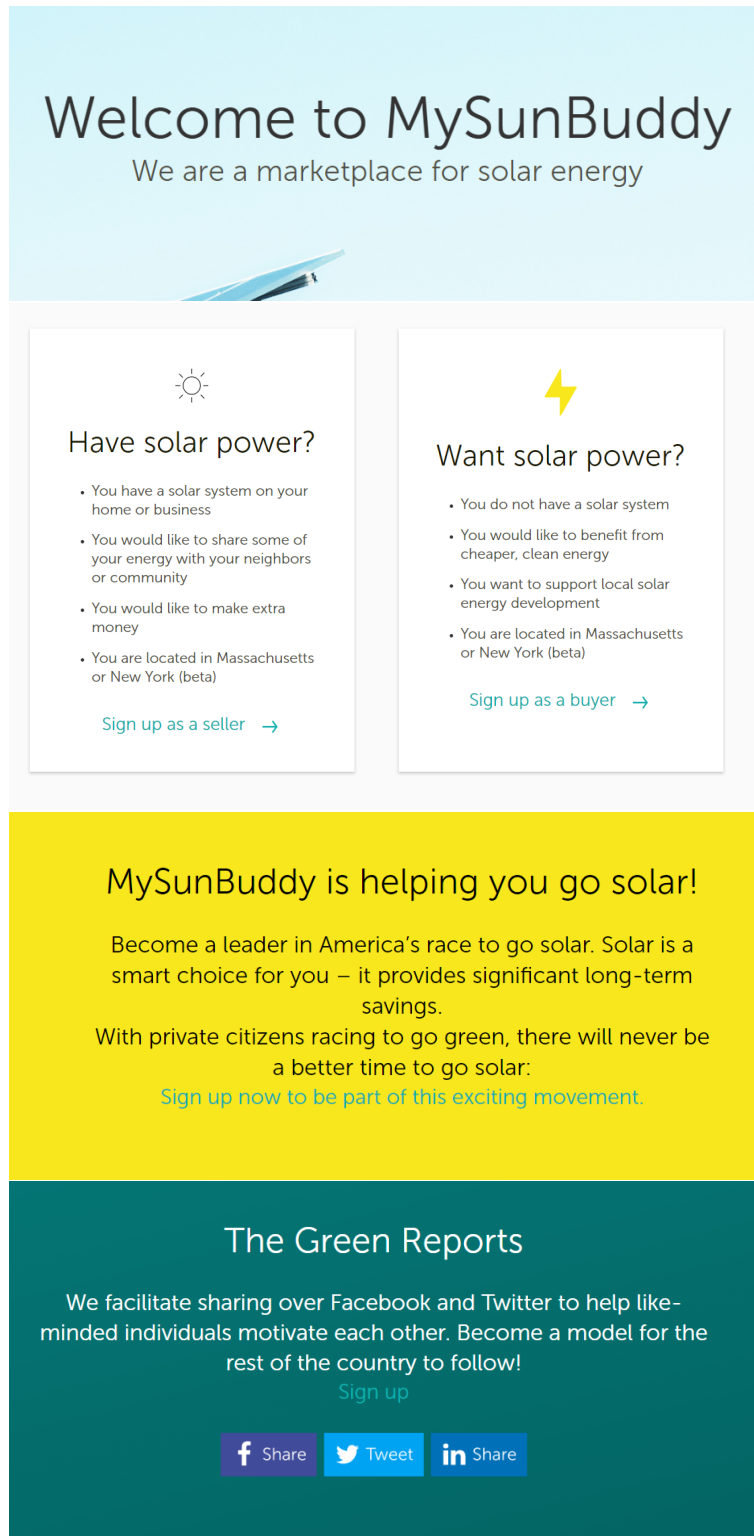 Welcome to MySunBuddy
We are a marketplace for solar energy
Have solar power?
• You have a solar system on your
home or business
• You would like to share some of
your energy with your neighbors
or community
• You would like to make extra
money
• You are located in Massachusetts
or New York (beta)
Sign up as a seller →
Want solar power?
• You do not have a solar system
• You would like to benefit from
cheaper, clean energy
• You want to support local solar
energy development
• You are located in Massachusetts
or New York (beta)
Sign up as a buyer →
MySunBuddy is helping you go solar!
Become a leader in America’s race to go solar. Solar is a
smart choice for you – it provides significant long-term
savings.
With private citizens racing to go green, there will never be
a better time to go solar:
Sign up now to be part of this exciting movement.
The Green Reports
We facilitate sharing over Facebook and Twitter to help like-
minded individuals motivate each other. Become a model for the
rest of the country to follow!
Sign up
f Share Tweet in Share